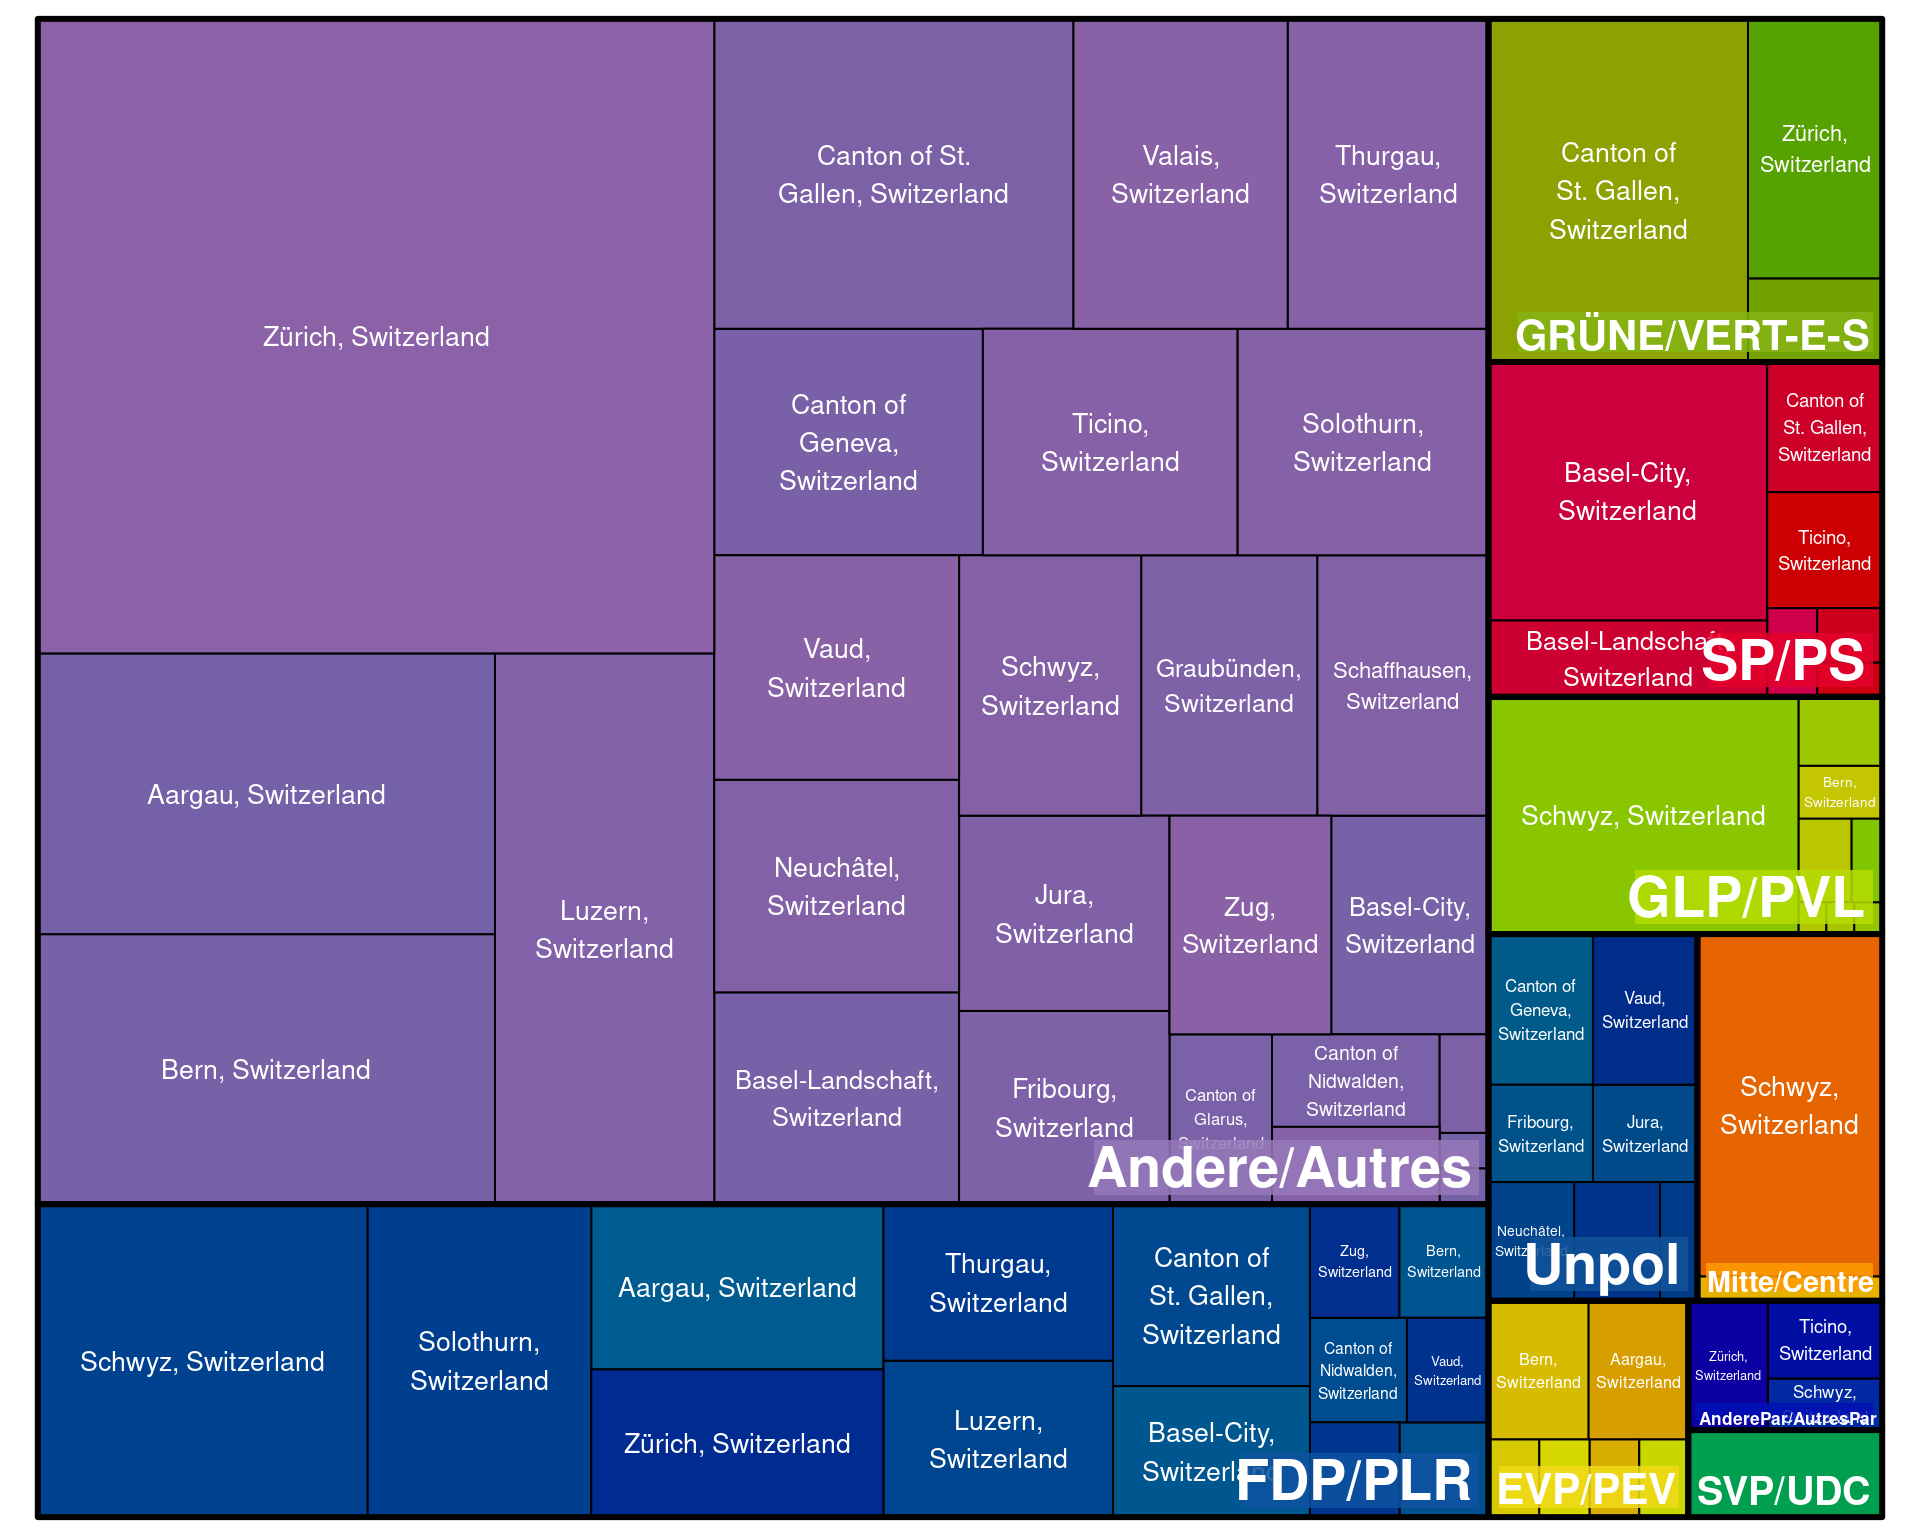 Zürich, Switzerland
Canton of St.
Gallen, Switzerland
Valais,
Switzerland
Thurgau,
Switzerland
Canton of
Geneva,
Switzerland
Ticino,
Switzerland
Solothurn,
Switzerland
Aargau, Switzerland
Bern, Switzerland
Luzern,
Switzerland
Vaud,
Switzerland
Schwyz,
Switzerland
Graubünden,
Switzerland
Schaffhausen,
Switzerland
Neuchâtel,
Switzerland
Jura,
Switzerland
Zug,
Switzerland
Basel-City,
Switzerland
Basel-Landschaft,
Switzerland
Fribourg,
Switzerland
Canton of
Glarus,
Switzerland
Canton of
Nidwalden,
Switzerland
Andere/Autres
Schwyz, Switzerland
Solothurn,
Switzerland
Aargau, Switzerland
Zürich, Switzerland
Thurgau,
Switzerland
Luzern,
Switzerland
Canton of
St. Gallen,
Switzerland
Basel-City,
Switzerland
Zug,
Switzerland
Bern,
Switzerland
Canton of
Nidwalden,
Switzerland
Vaud,
Switzerland
FDP/PLR
Canton of
St. Gallen,
Switzerland
Zürich,
Switzerland
GRÜNE/VERT-E-S
Basel-City,
Switzerland
Canton of
St. Gallen,
Switzerland
Ticino,
Switzerland
Basel-Landschaft,
Switzerland
SP/PS
Schwyz, Switzerland
Bern,
Switzerland
GLP/PVL
Canton of
Geneva,
Switzerland
Vaud,
Switzerland
Fribourg,
Switzerland
Jura,
Switzerland
Neuchâtel,
Switzerland
Unpol
Schwyz,
Switzerland
Mitte/Centre
Bern,
Switzerland
Aargau,
Switzerland
EVP/PEV
Zürich,
Switzerland
Ticino,
Switzerland
Schwyz,
AnderePar/AutresPar
SVP/UDC